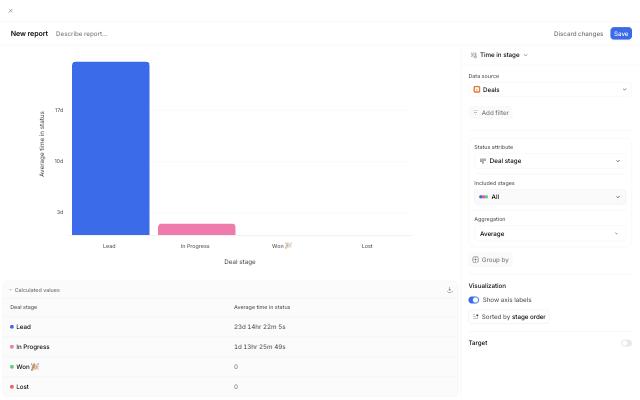 New report Describe report... Discard changes Save
17d
10d
3d
Average time in status
Lead In Progress Won 🎉 Lost
Deal stage
Calculated values
Deal stage Average time in status
Lead 23d 14hr 22m 5s
In Progress 1d 13hr 25m 49s
Won 🎉 0
Lost 0
Time in stage
Data source
Deals
Add filter
Status attribute
Deal stage
Included stages
All
Aggregation
Average
Group by
Visualization
Show axis labels
Sorted by stage order
Target